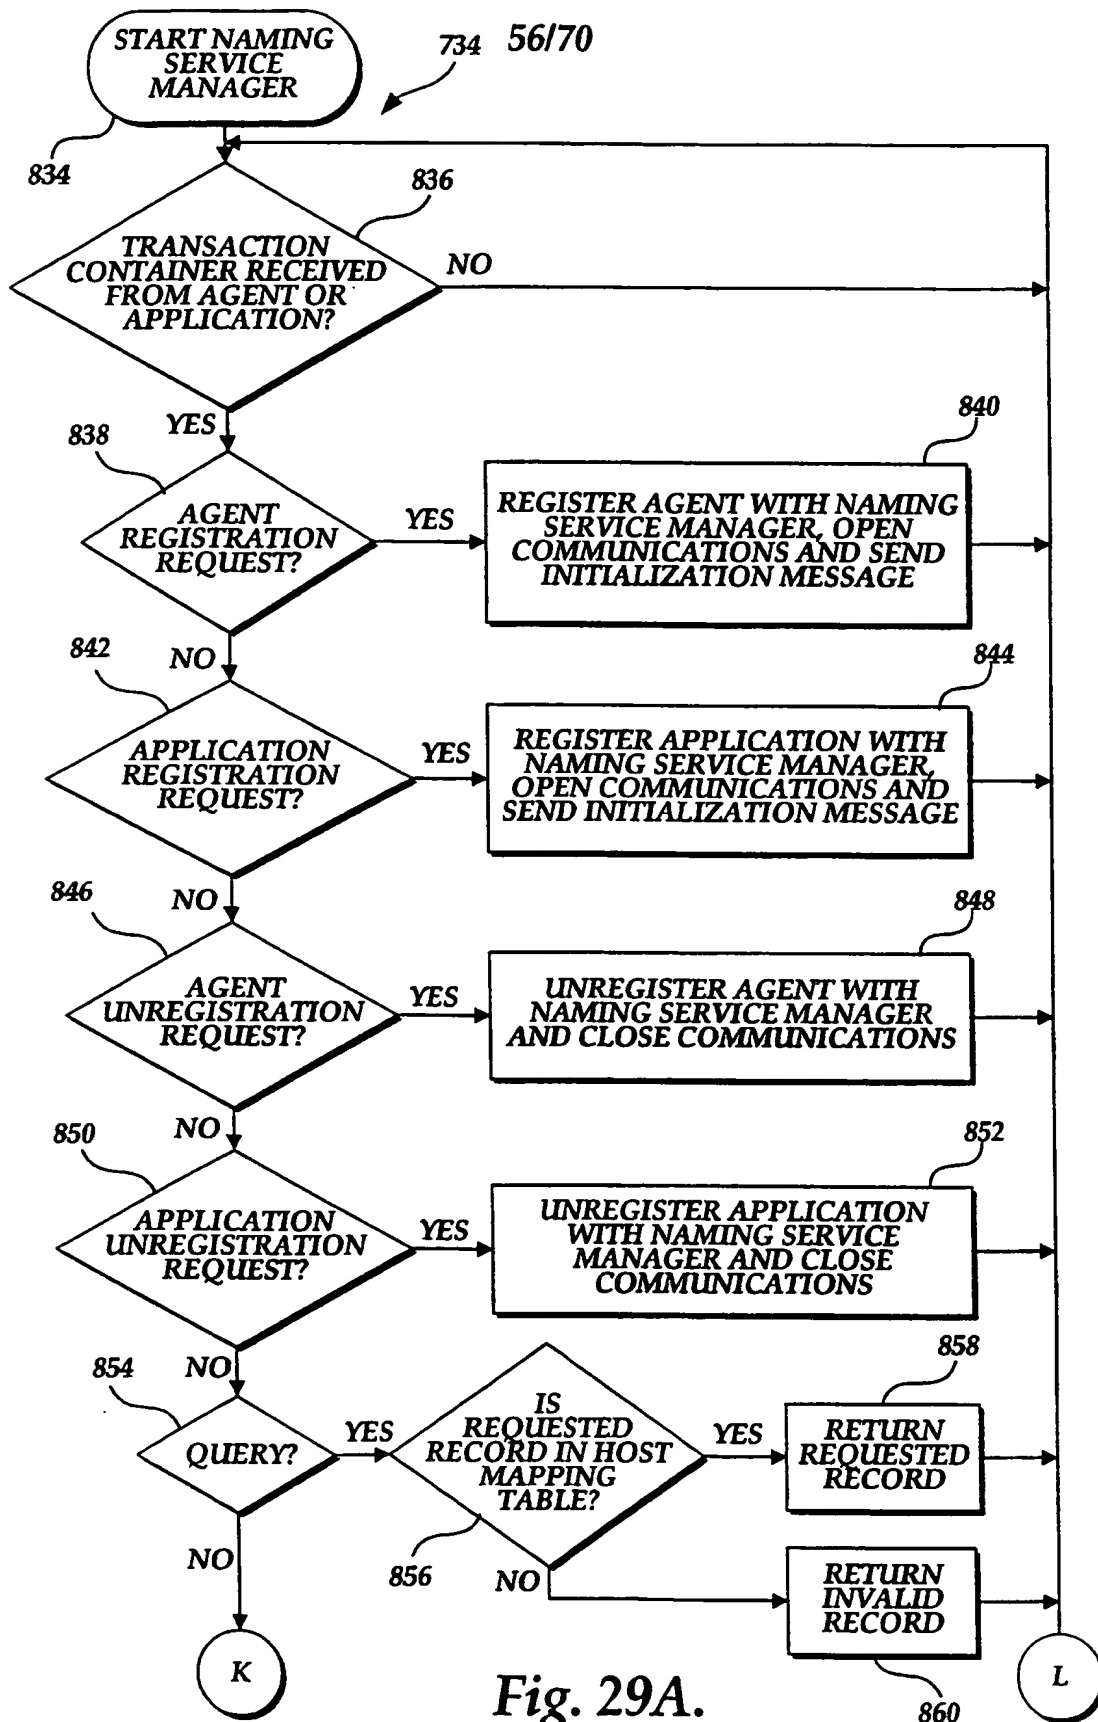 START NAMING
SERVICE
MANAGER
734 56/70
834
836
TRANSACTION
CONTAINER RECEIVED
FROM AGENT OR
APPLICATION?
NO
YES
838
840
AGENT
REGISTRATION
REQUEST?
YES
REGISTER AGENT WITH NAMING
SERVICE MANAGER, OPEN
COMMUNICATIONS AND SEND
INITIALIZATION MESSAGE
NO
842
844
APPLICATION
REGISTRATION
REQUEST?
YES
REGISTER APPLICATION WITH
NAMING SERVICE MANAGER,
OPEN COMMUNICATIONS AND
SEND INITIALIZATION MESSAGE
NO
846
848
AGENT
UNREGISTRATION
REQUEST?
YES
UNREGISTER AGENT WITH
NAMING SERVICE MANAGER
AND CLOSE COMMUNICATIONS
NO
850
852
APPLICATION
UNREGISTRATION
REQUEST?
YES
UNREGISTER APPLICATION
WITH NAMING SERVICE
MANAGER AND CLOSE
COMMUNICATIONS
NO
854
QUERY?
YES
IS
REQUESTED
RECORD IN HOST
MAPPING
TABLE?
856
YES
858
RETURN
REQUESTED
RECORD
NO
NO
RETURN
INVALID
RECORD
860
K
L
Fig. 29A.